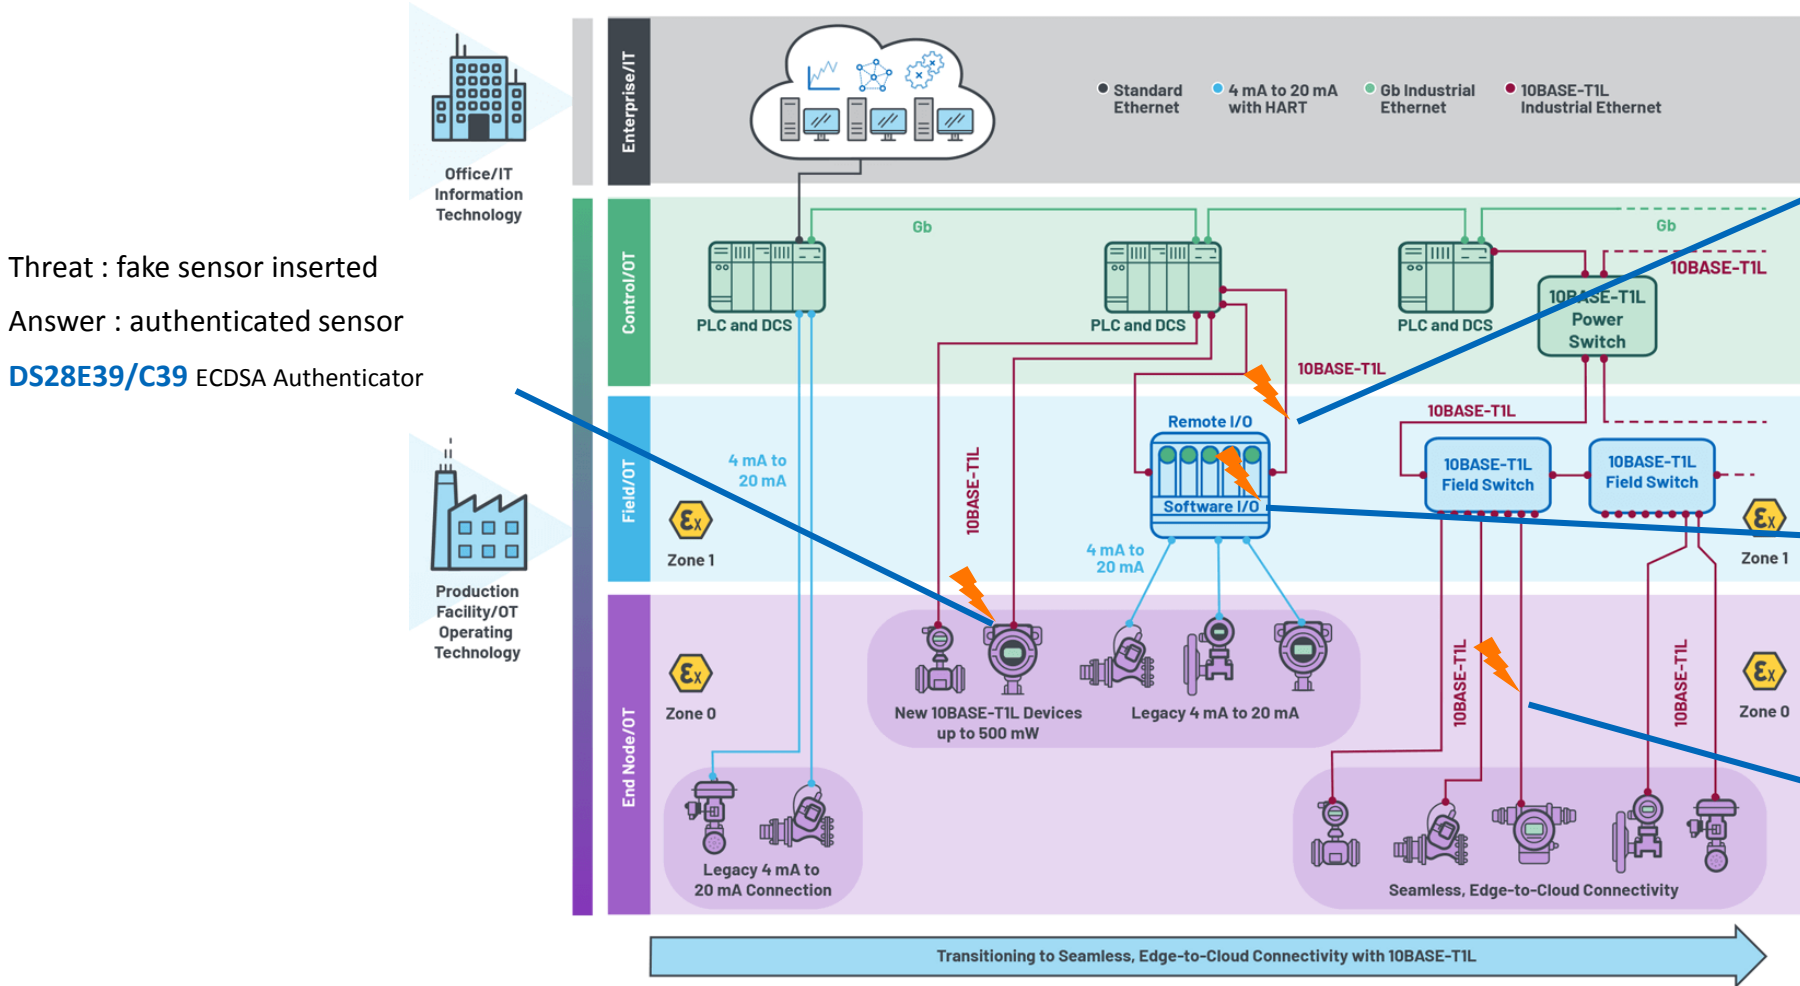 Office/IT
Information
Technology
Enterprise/IT
Standard
Ethernet
4 mA to 20 mA
with HART
Gb Industrial
Ethernet
10BASE-T1L
Industrial Ethernet
Threat : fake sensor inserted
Answer : authenticated sensor
DS28E39/C39 ECDSA Authenticator
Control/OT
Gb
Gb
PLC and DCS
PLC and DCS
PLC and DCS
10BASE-T1L
10BASE-T1L
Power
Switch
10BASE-T1L
Production
Facility/OT
Operating
Technology
Field/OT
4 mA to
20 mA
10BASE-T1L
Remote I/O
Software I/O
4 mA to
20 mA
10BASE-T1L
10BASE-T1L
Field Switch
10BASE-T1L
Field Switch
εx
Zone 1
εx
Zone 1
End Node/OT
εx
Zone 0
New 10BASE-T1L Devices
up to 500 mW
Legacy 4 mA to 20 mA
10BASE-T1L
10BASE-T1L
εx
Zone 0
Legacy 4 mA to
20 mA Connection
Seamless, Edge-to-Cloud Connectivity
Transitioning to Seamless, Edge-to-Cloud Connectivity with 10BASE-T1L